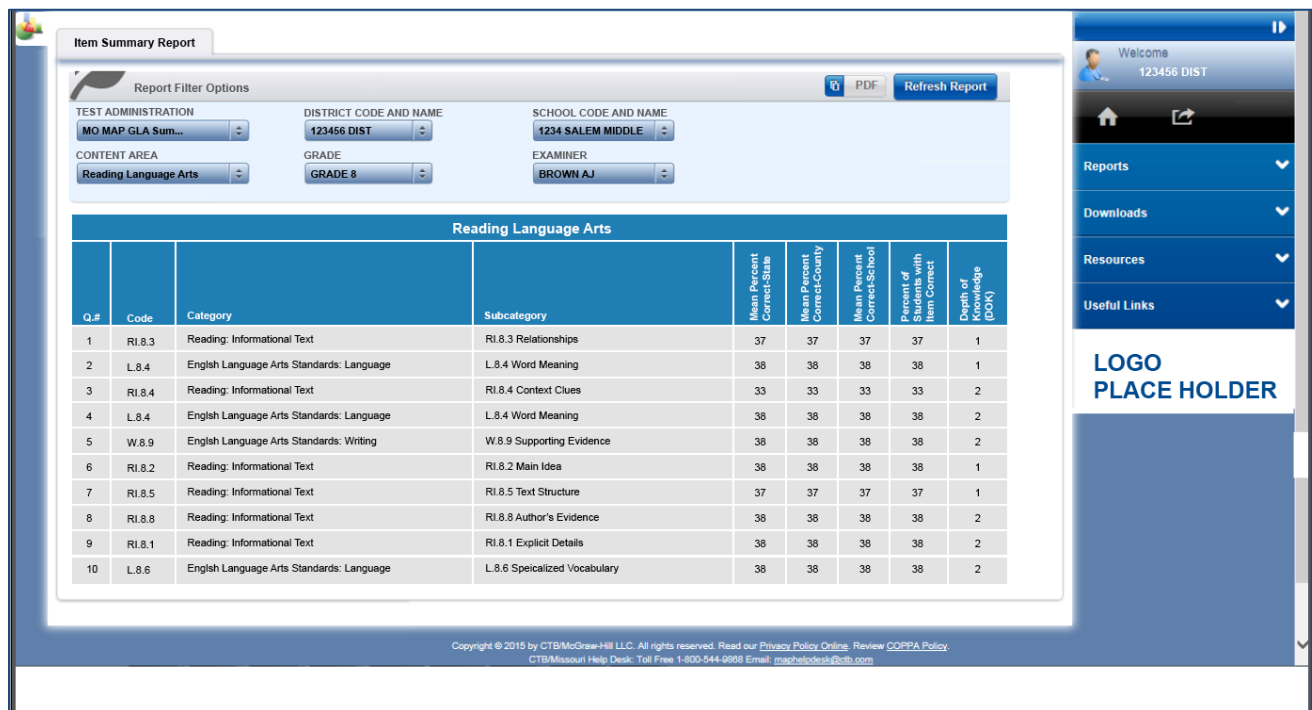 Item Summary Report
Report Filter Options
PDF
Refresh Report
TEST ADMINISTRATION
DISTRICT CODE AND NAME
SCHOOL CODE AND NAME
MO MAP GLA Sum...
123456 DIST
1234 SALEM MIDDLE
CONTENT AREA
GRADE
EXAMINER
Reading Language Arts
GRADE 8
BROWN AJ
Reading Language Arts
Q.# Code Category Subcategory Mean Percent Correct-State Mean Percent Correct-County Mean Percent Correct-School Percent of Students with Item Correct Depth of Knowledge (DOK)
1 RI.8.3 Reading: Informational Text RI.8.3 Relationships 37 37 37 37 1
2 L.8.4 Englsh Language Arts Standards: Language L.8.4 Word Meaning 38 38 38 38 1
3 RI.8.4 Reading: Informational Text RI.8.4 Context Clues 33 33 33 33 2
4 L.8.4 Englsh Language Arts Standards: Language L.8.4 Word Meaning 38 38 38 38 2
5 W.8.9 Englsh Language Arts Standards: Writing W.8.9 Supporting Evidence 38 38 38 38 2
6 RI.8.2 Reading: Informational Text RI.8.2 Main Idea 38 38 38 38 1
7 RI.8.5 Reading: Informational Text RI.8.5 Text Structure 37 37 37 37 1
8 RI.8.8 Reading: Informational Text RI.8.8 Author's Evidence 38 38 38 38 2
9 RI.8.1 Reading: Informational Text RI.8.1 Explicit Details 38 38 38 38 2
10 L.8.6 Englsh Language Arts Standards: Language L.8.6 Speicalized Vocabulary 38 38 38 38 2
Welcome
123456 DIST
Reports
Downloads
Resources
Useful Links
LOGO
PLACE HOLDER
Copyright © 2015 by CTB/McGraw-Hill LLC. All rights reserved. Read our Privacy Policy Online. Review COPPA Policy.
CTB/Missouri Help Desk: Toll Free 1-800-544-9868 Email: maphelpdesk@ctb.com